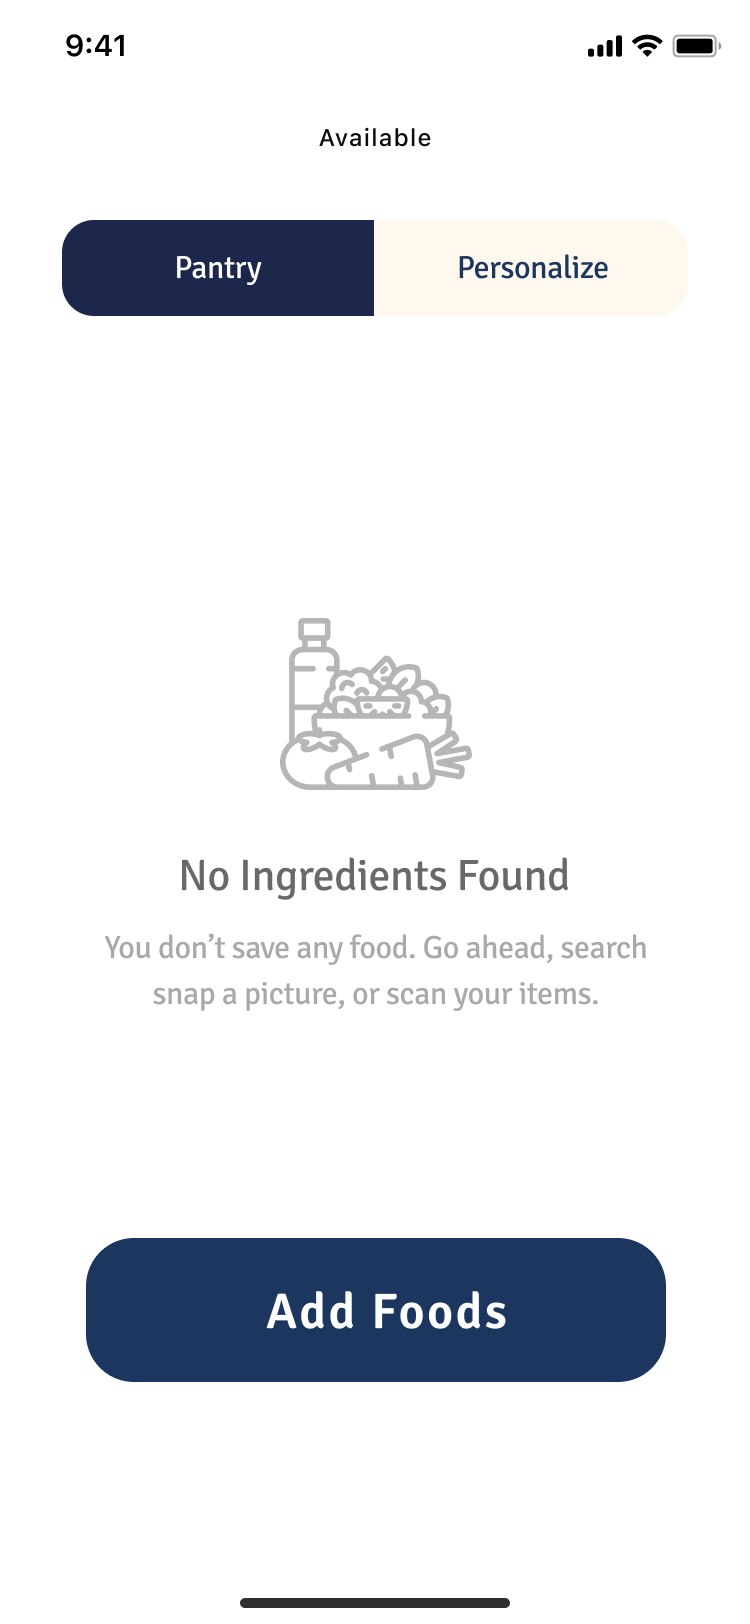 9:41
Available
Pantry
Personalize
No Ingredients Found
You don’t save any food. Go ahead, search
snap a picture, or scan your items.
Add Foods